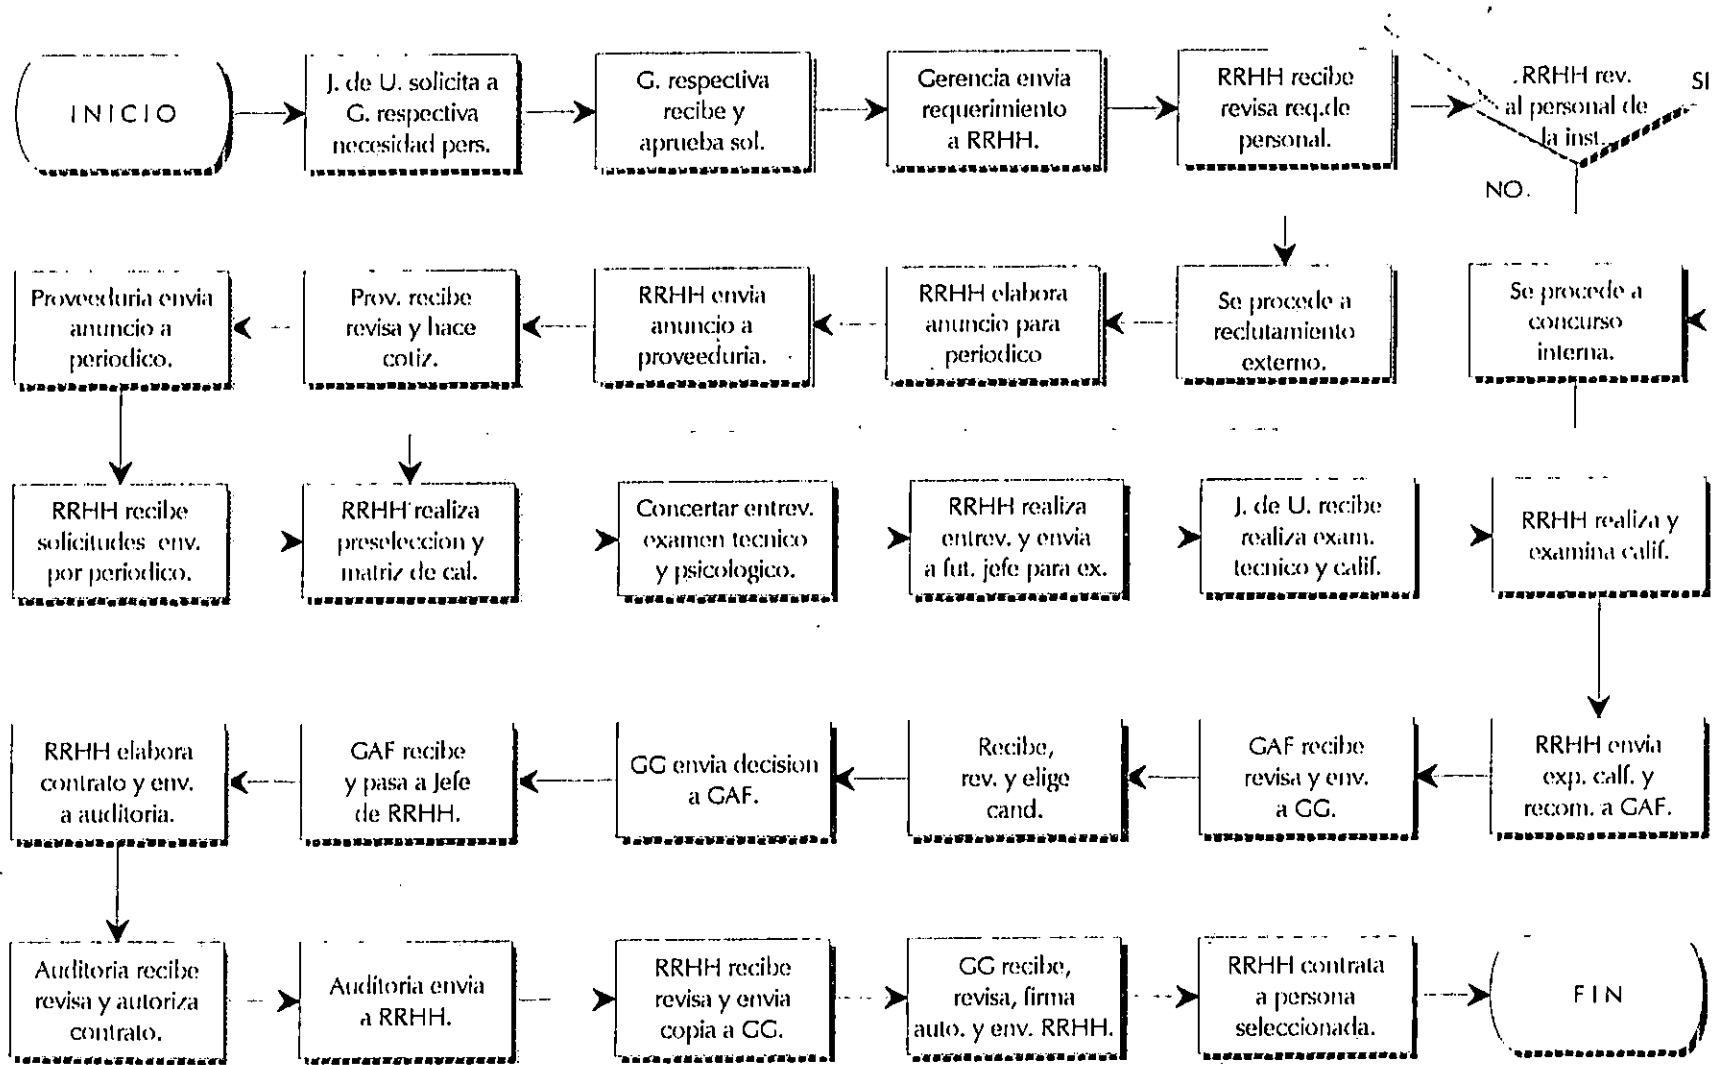 INICIO
J. de U. solicita a
G. respectiva
necesidad pers.
G. respectiva
recibe y
aprueba sol.
Gerencia envia
requerimiento
a RRHH.
RRHH recibe
revisa req.de
personal.
RRHH rev.
al personal de
la inst.
SI
NO.
Proveeduria envia
anuncio a
periodico.
Prov. recibe
revisa y hace
cotiz.
RRHH envia
anuncio a
proveeduria.
RRHH elabora
anuncio para
periodico
Se procede a
reclutamiento
externo.
Se procede a
concurso
interna.
RRHH recibe
solicitudes env.
por periodico.
RRHH realiza
preseleccion y
matriz de cal.
Concertar entrev.
examen tecnico
y psicologico.
RRHH realiza
entrev. y envia
a fut. jefe para ex.
J. de U. recibe
realiza exam.
tecnico y calif.
RRHH realiza y
examina calif.
RRHH elabora
contrato y env.
a auditoria.
GAF recibe
y pasa a Jefe
de RRHH.
GG envia decision
a GAF.
Recibe,
rev. y elige
cand.
GAF recibe
revisa y env.
a GG.
RRHH envia
exp. calf. y
recom. a GAF.
Auditoria recibe
revisa y autoriza
contrato.
Auditoria envia
a RRHH.
RRHH recibe
revisa y envia
copia a GG.
GG recibe,
revisa, firma
auto. y env. RRHH.
RRHH contrata
a persona
seleccionada.
FIN